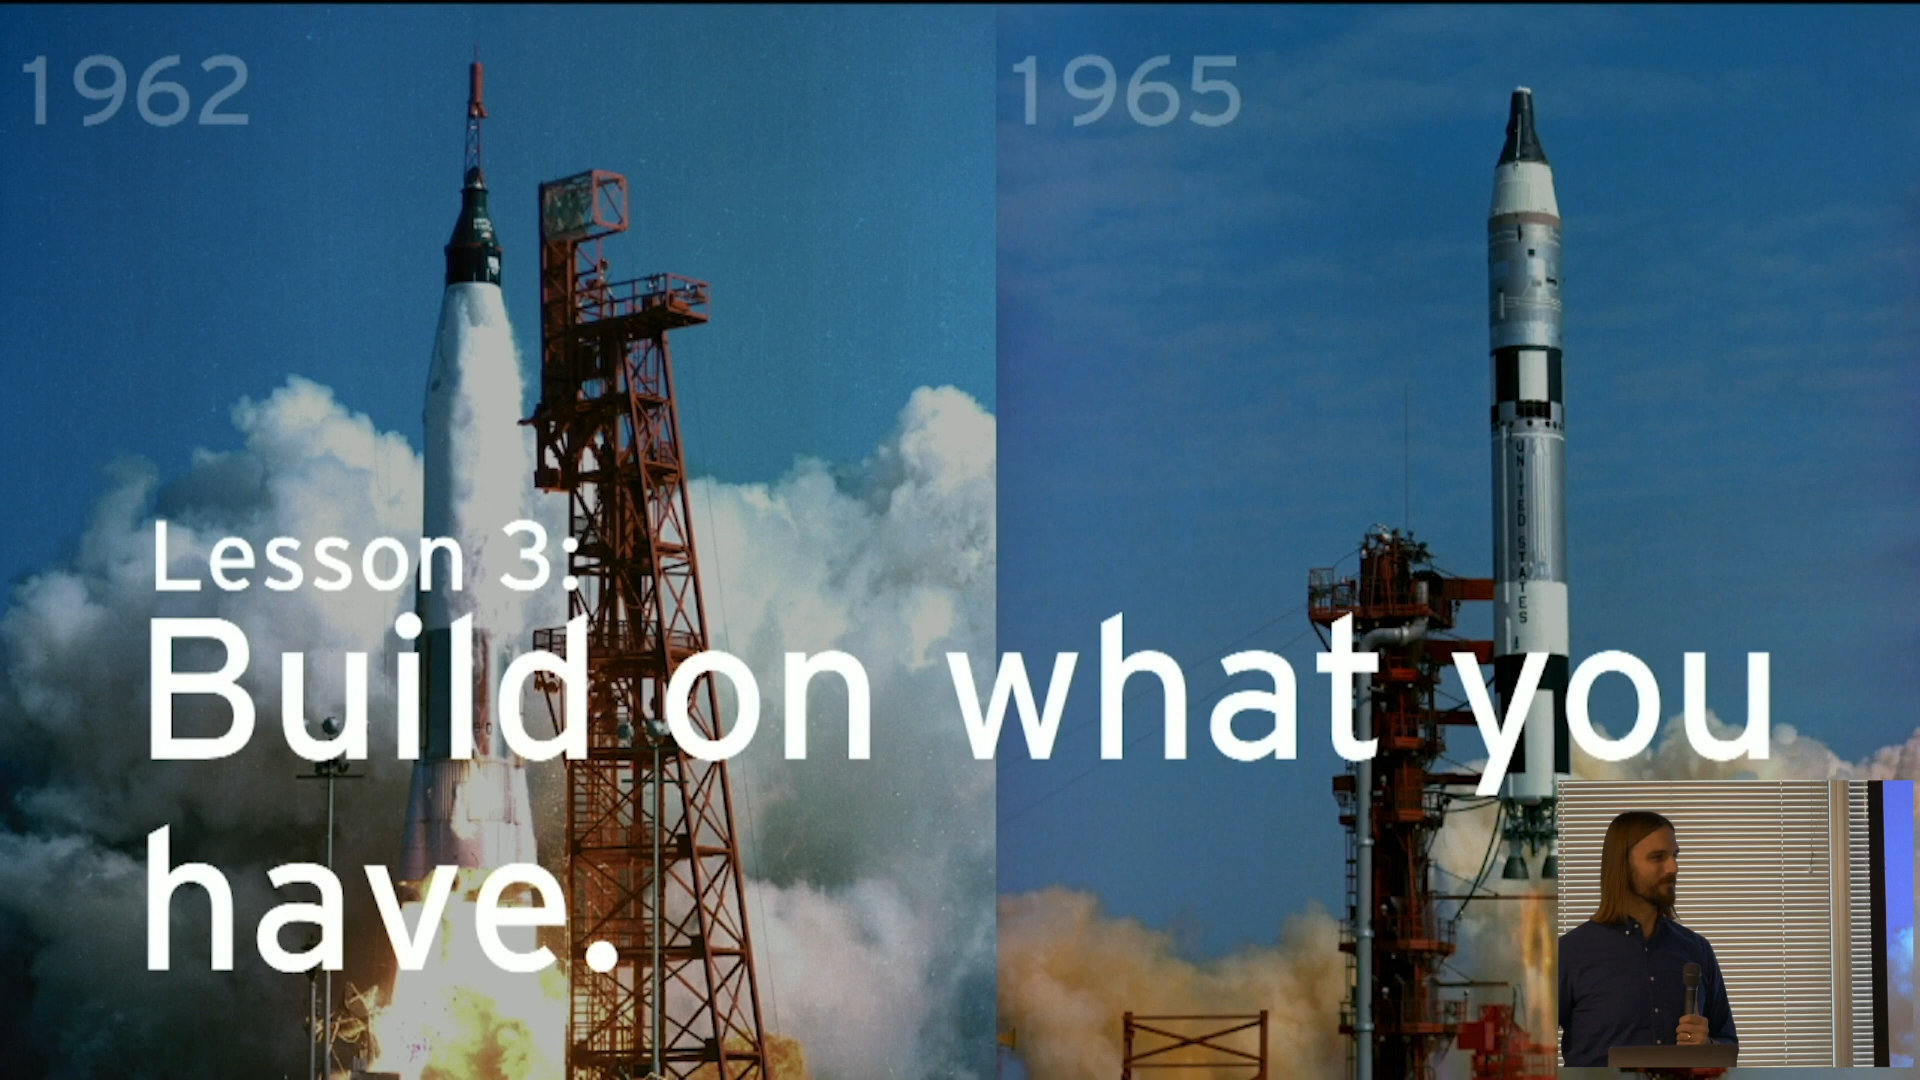 1962
1965
UNITED STATES
Lesson 3:
Build on what you
have.